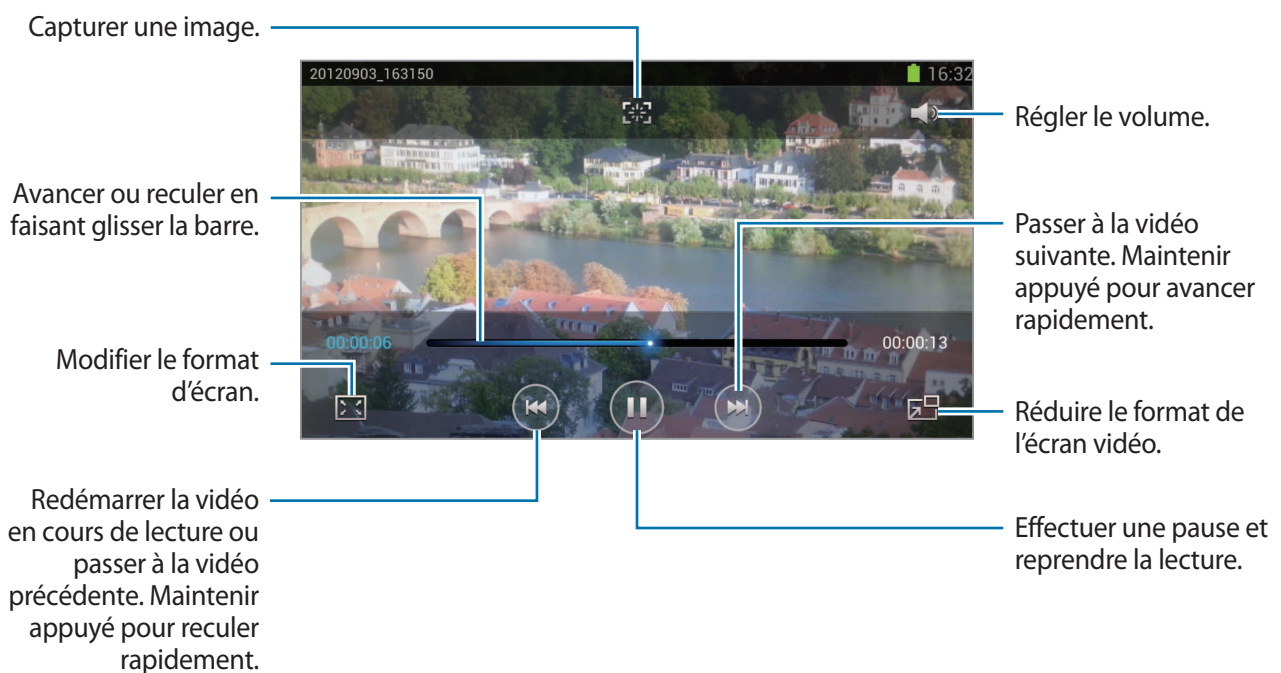 Capturer une image.
20120903_163150
16:32
Régler le volume.
Avancer ou reculer en
faisant glisser la barre.
Passer à la vidéo
suivante. Maintenir
appuyé pour avancer
rapidement.
00:00:06
00:00:13
Modifier le format
d'écran.
Réduire le format de
l'écran vidéo.
Redémarrer la vidéo
en cours de lecture ou
passer à la vidéo
précédente. Maintenir
appuyé pour reculer
rapidement.
Effectuer une pause et
reprendre la lecture.